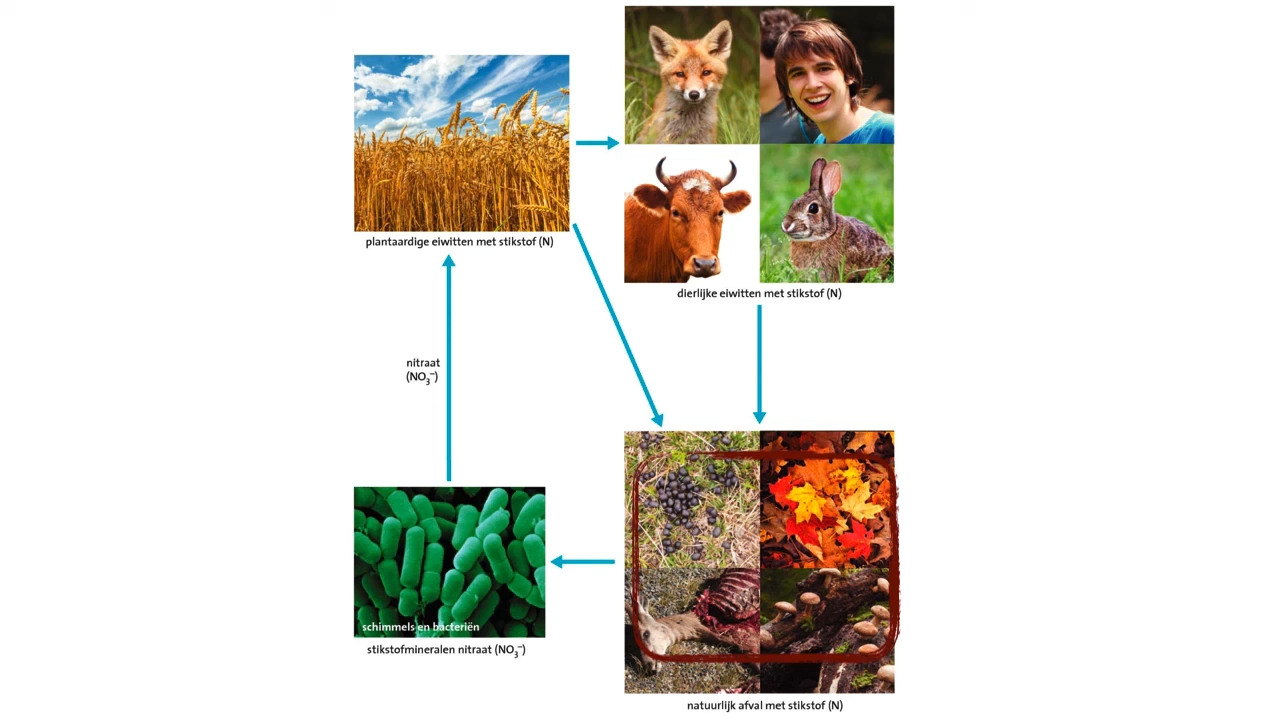 plantaardige eiwitten met stikstof (N)
dierlijke eiwitten met stikstof (N)
nitraat
(NO₃⁻)
schimmels en bacteriën
stikstofmineralen nitraat (NO₃⁻)
natuurlijk afval met stikstof (N)